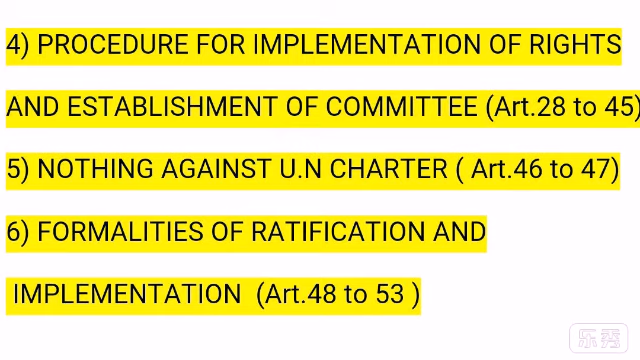 4) PROCEDURE FOR IMPLEMENTATION OF RIGHTS
AND ESTABLISHMENT OF COMMITTEE (Art.28 to 45)
5) NOTHING AGAINST U.N CHARTER ( Art.46 to 47)
6) FORMALITIES OF RATIFICATION AND
IMPLEMENTATION (Art.48 to 53 )
乐秀